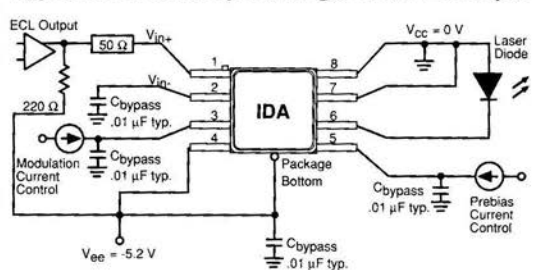 ECL Output
50 Ω
Vin+
VCC = 0 V
Laser
Diode
1
8
Vin-
2
7
220 Ω
Cbypass
.01 µF typ.
IDA
3
6
4
5
Modulation
Current
Control
Cbypass
.01 µF typ.
Package
Bottom
Cbypass
.01 µF typ.
Prebias
Current
Control
Vee = -5.2 V
Cbypass
.01 µF typ.